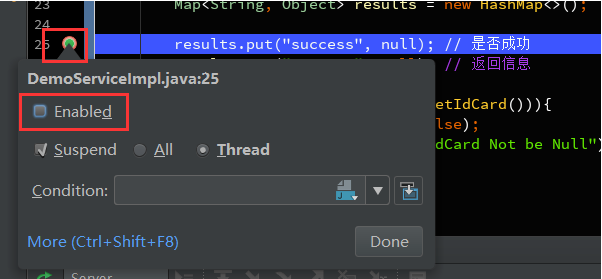 23 Map<String, Object> results = new HashMap<>();
24
25 results.put("success", null); // 是否成功
// 返回信息
DemoServiceImpl.java:25
Enabled
etIdCard())){
lse);
dCard Not be Null")
Suspend All Thread
Condition:
More (Ctrl+Shift+F8) Done
Server